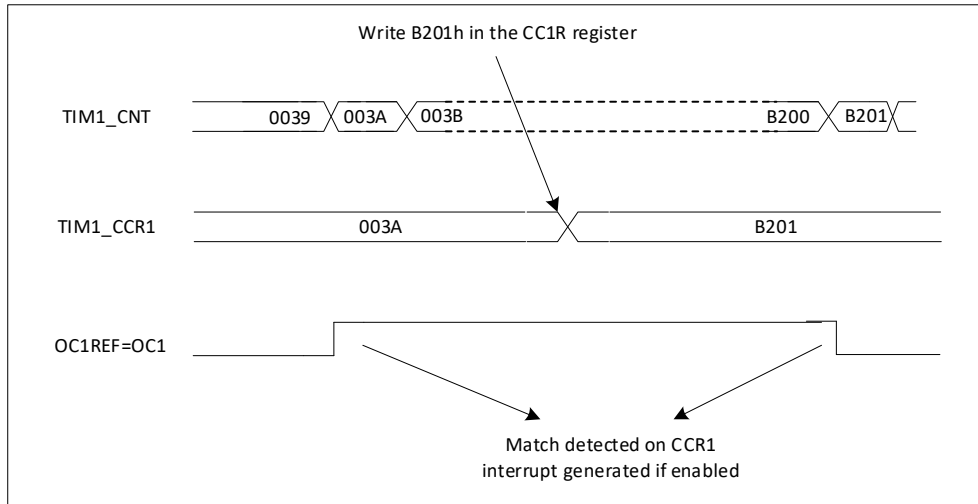 Write B201h in the CC1R register
TIM1_CNT 0039 003A 003B B200 B201
TIM1_CCR1 003A B201
OC1REF=OC1
Match detected on CCR1
interrupt generated if enabled